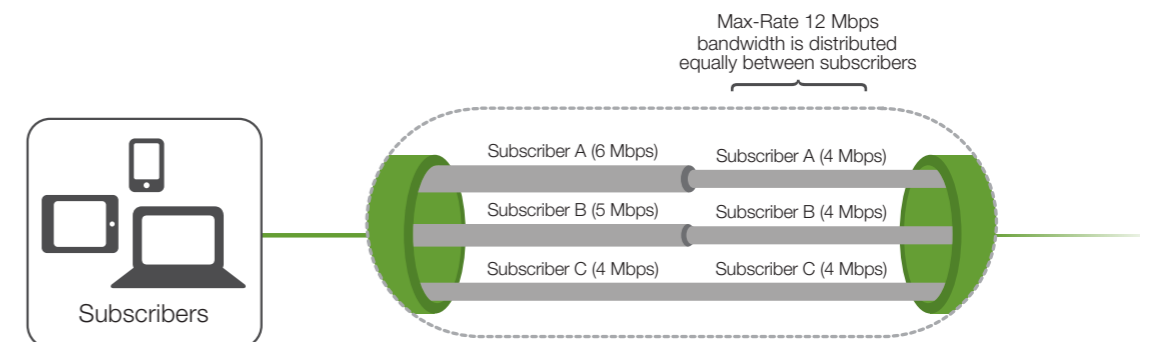 Max-Rate 12 Mbps
bandwidth is distributed
equally between subscribers
Subscriber A (6 Mbps)
Subscriber A (4 Mbps)
Subscriber B (5 Mbps)
Subscriber B (4 Mbps)
Subscriber C (4 Mbps)
Subscriber C (4 Mbps)
Subscribers